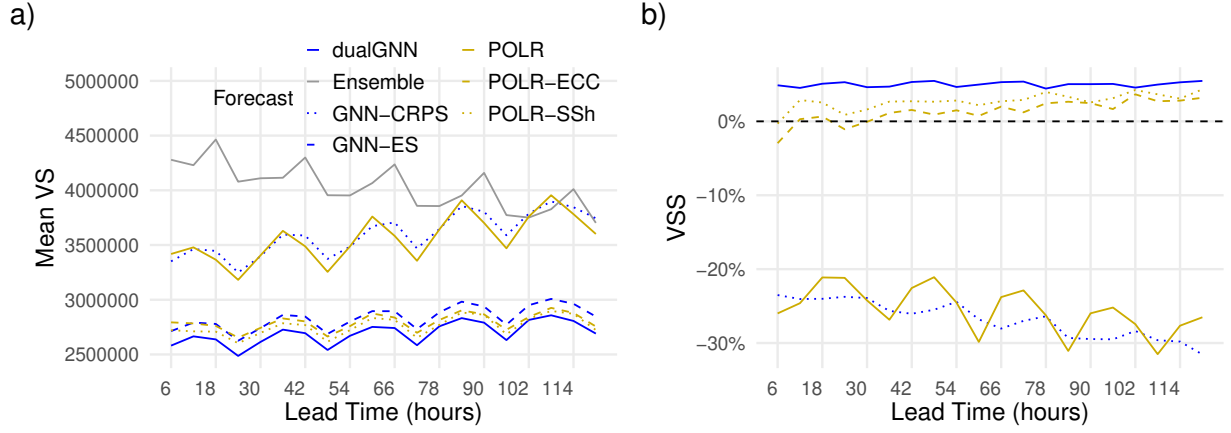 a)
dualGNN
POLR
Ensemble
POLR-ECC
Forecast
GNN-CRPS
POLR-SSh
GNN-ES
Mean VS
5000000
4500000
4000000
3500000
3000000
2500000
6 18 30 42 54 66 78 90 102 114
Lead Time (hours)
b)
VSS
0%
−10%
−20%
−30%
6 18 30 42 54 66 78 90 102 114
Lead Time (hours)